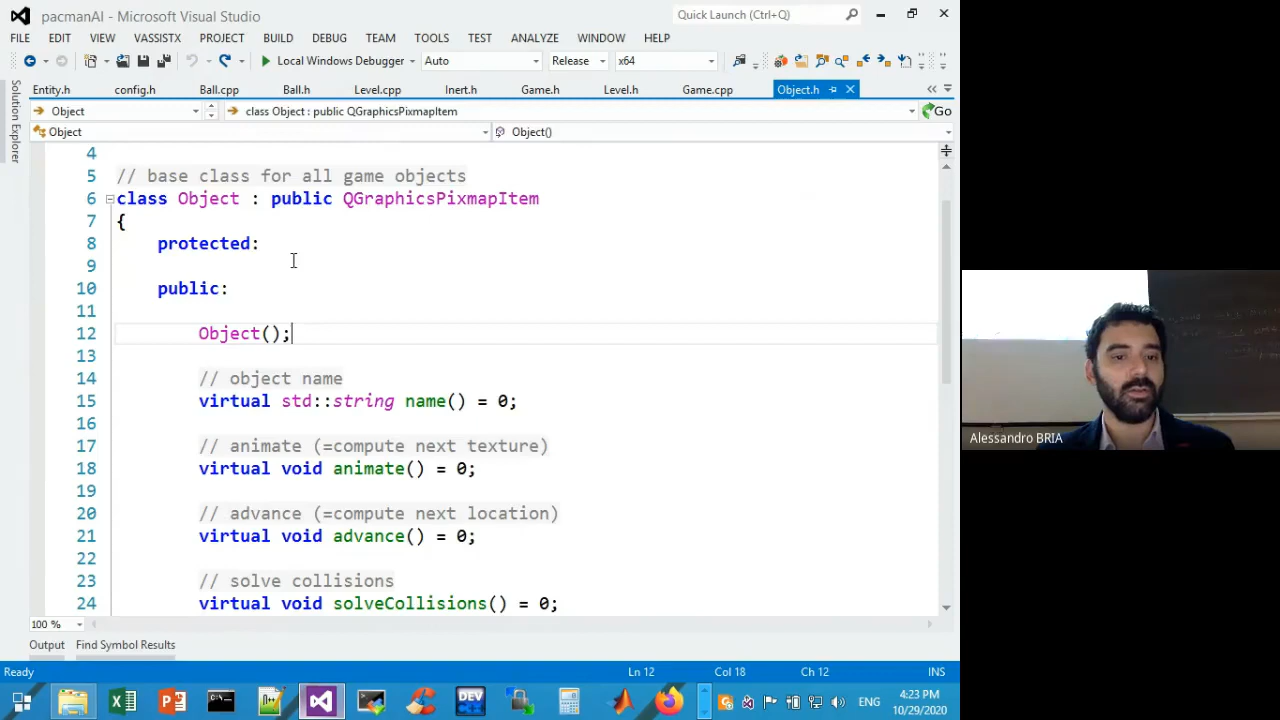 pacmanAI - Microsoft Visual Studio
Quick Launch (Ctrl+Q)
FILE EDIT VIEW VASSISTX PROJECT BUILD DEBUG TEAM TOOLS TEST ANALYZE WINDOW HELP
Local Windows Debugger Auto Release x64
Solution Explorer
Entity.h config.h Ball.cpp Ball.h Level.cpp Inert.h Game.h Level.h Game.cpp Object.h
Object class Object : public QGraphicsPixmapItem Go
Object Object()
4
5 // base class for all game objects
6 class Object : public QGraphicsPixmapItem
7 {
8 protected:
9
10 public:
11
12 Object();
13
14 // object name
15 virtual std::string name() = 0;
16
17 // animate (=compute next texture)
18 virtual void animate() = 0;
19
20 // advance (=compute next location)
21 virtual void advance() = 0;
22
23 // solve collisions
24 virtual void solveCollisions() = 0;
100 %
Output Find Symbol Results
Ready Ln 12 Col 18 Ch 12 INS
DEV
ENG
4:23 PM
10/29/2020
Alessandro BRIA